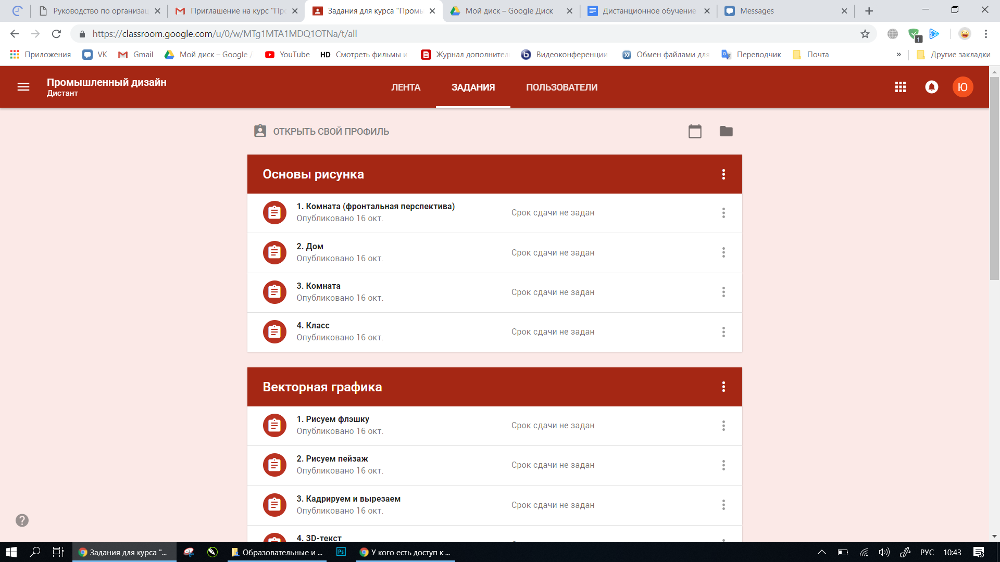 Руководство по организац
Приглашение на курс "Про
Задания для курса "Промы
Мой диск – Google Диск
Дистанционное обучение
Messages
https://classroom.google.com/u/0/w/MTg1MTA1MDQ1OTNa/t/all
1
Приложения
VK
Gmail
Мой диск – Google Д
YouTube
HD Смотреть фильмы и
Журнал дополнител
Видеоконференции
Обмен файлами для
Переводчик
Почта
»
Другие закладки
Промышленный дизайн
Дистант
ЛЕНТА
ЗАДАНИЯ
ПОЛЬЗОВАТЕЛИ
Ю
ОТКРЫТЬ СВОЙ ПРОФИЛЬ
Основы рисунка
1. Комната (фронтальная перспектива)
Опубликовано 16 окт.
Срок сдачи не задан
2. Дом
Опубликовано 16 окт.
Срок сдачи не задан
3. Комната
Опубликовано 16 окт.
Срок сдачи не задан
4. Класс
Опубликовано 16 окт.
Срок сдачи не задан
Векторная графика
1. Рисуем флэшку
Опубликовано 16 окт.
Срок сдачи не задан
2. Рисуем пейзаж
Опубликовано 16 окт.
Срок сдачи не задан
3. Кадрируем и вырезаем
Опубликовано 16 окт.
Срок сдачи не задан
4. 3D-текст
?
Задания для курса "...
Образовательные и ...
Ps
У кого есть доступ к ...
РУС
10:43